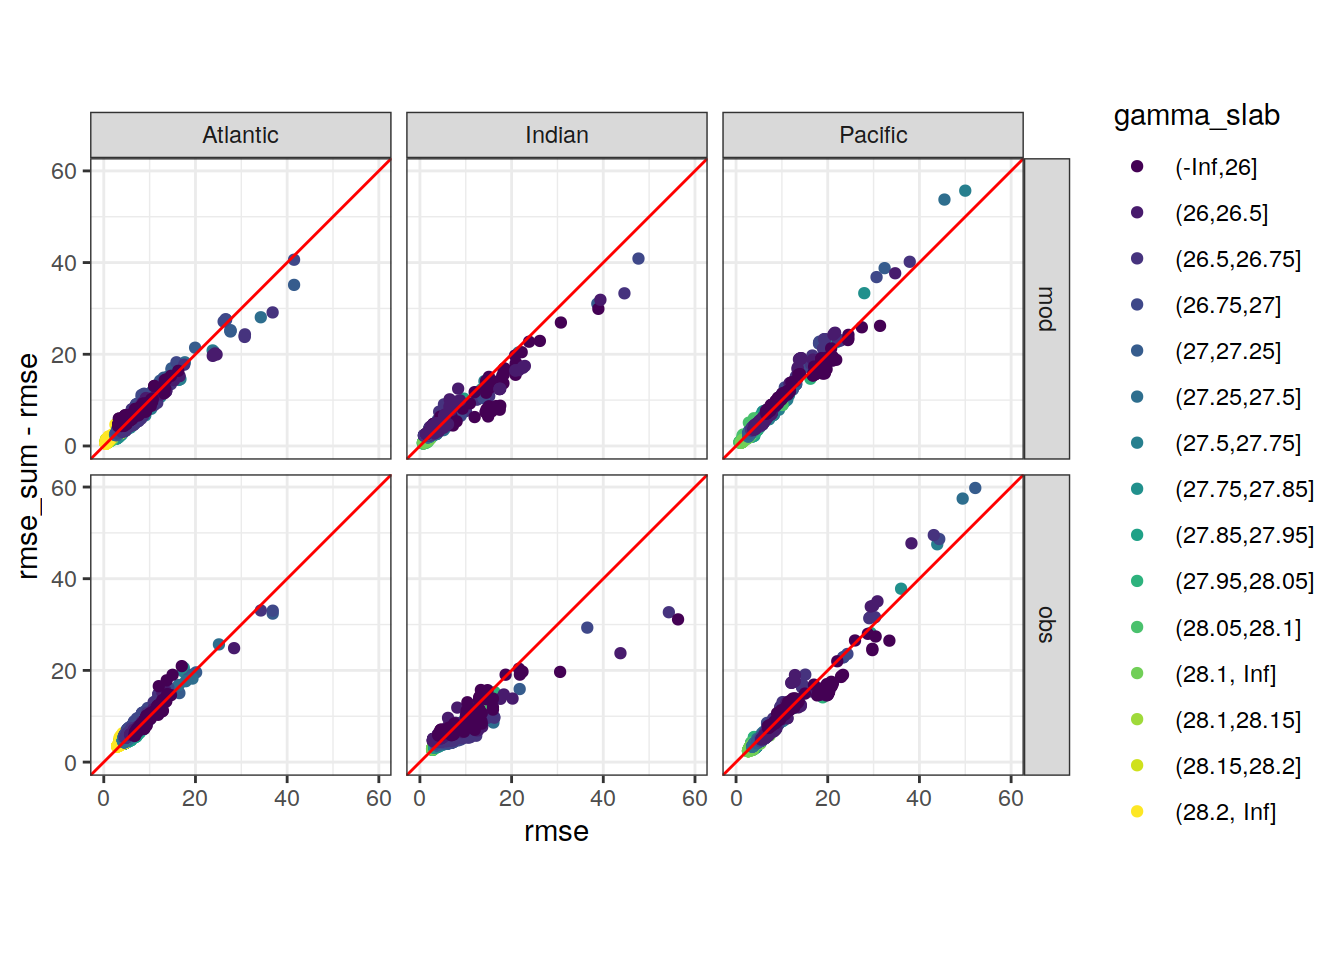 Atlantic
Indian
Pacific
gamma_slab
(-Inf,26]
(26,26.5]
(26.5,26.75]
(26.75,27]
(27,27.25]
(27.25,27.5]
(27.5,27.75]
(27.75,27.85]
(27.85,27.95]
(27.95,28.05]
(28.05,28.1]
(28.1, Inf]
(28.1,28.15]
(28.15,28.2]
(28.2, Inf]
60
40
20
0
mod
60
40
20
0
obs
rmse_sum - rmse
0 20 40 60
0 20 40 60
0 20 40 60
rmse